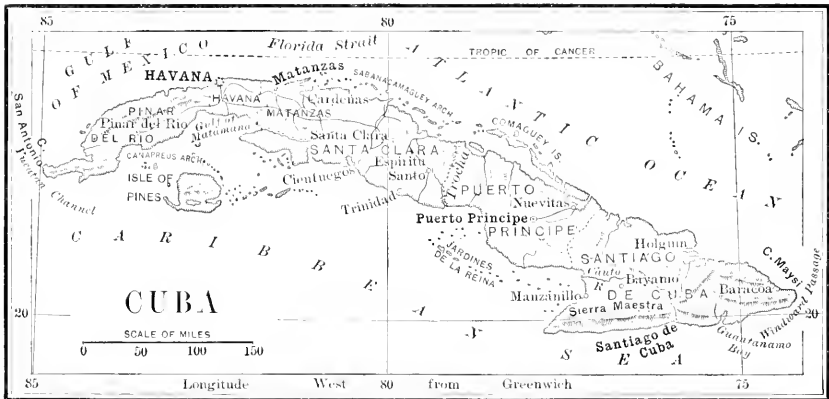 85 80 75
GULF OF MEXICO
Florida Strait
TROPIC OF CANCER
ATLANTIC OCEAN
BAHAMA IS.
HAVANA
Matanzas
SABANACAMAGUEY ARCH
HAVANA
Cardenas
PINAR DEL RIO
Pinar del Rio
MATANZAS
Gulf of Matamano
COMAGUEY IS.
C. San Antonio
Yucatan Channel
CANAPREUS ARCH
ISLE OF PINES
Santa Clara
SANTA CLARA
Cienfuegos
Espiritu Santo
Trinidad
Trocha
PUERTO PRINCIPE
Nuevitas
Puerto Principe
JARDINES DE LA REINA
CARIBBEAN SEA
Holguin
SANTIAGO DE CUBA
Cauto R.
Bayamo
Manzanillo
Sierra Maestra
Baracoa
C. Maysi
Windward Passage
Guantanamo Bay
Santiago de Cuba
CUBA
SCALE OF MILES
0 50 100 150
20 20
85 Longitude West 80 from Greenwich 75